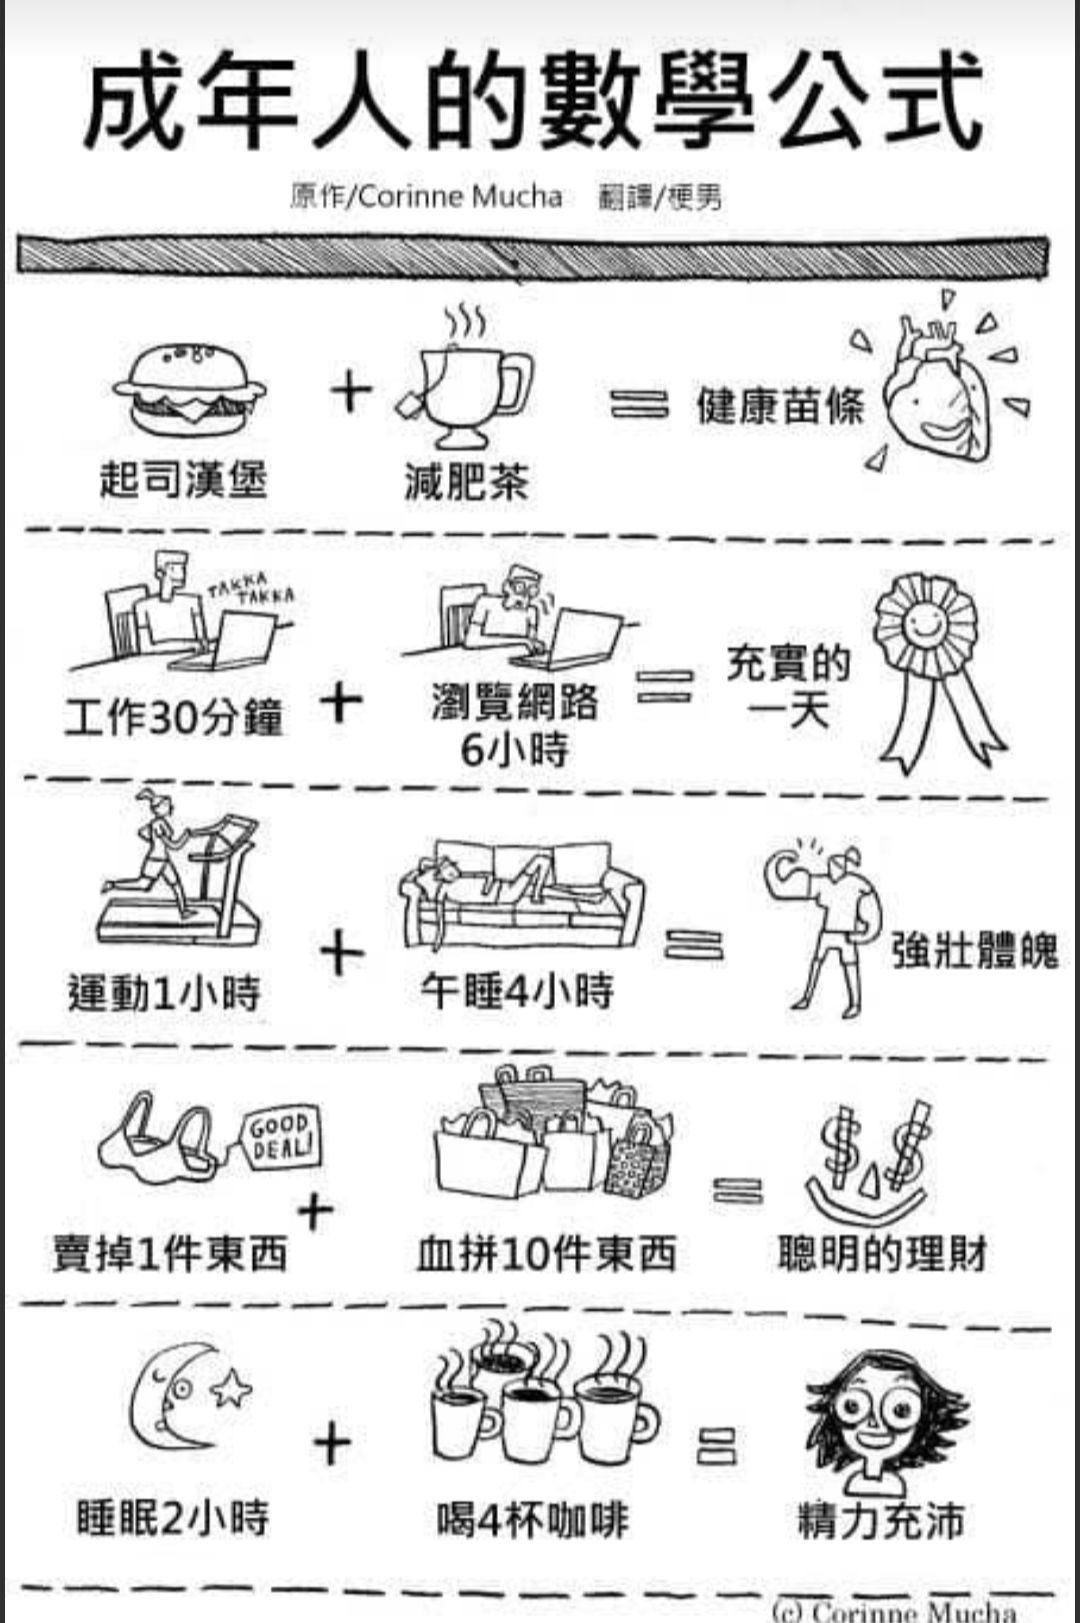 成年人的數學公式
原作/Corinne Mucha 翻譯/梗男
+ = 健康苗條
起司漢堡 減肥茶
TAKKA
TAKKA
工作30分鐘 + 瀏覽網路
6小時
= 充實的
一天
運動1小時 + 午睡4小時 = 強壯體魄
GOOD
DEAL!
賣掉1件東西 + 血拼10件東西 = 聰明的理財
$ $
睡眠2小時 + 喝4杯咖啡 = 精力充沛
(c) Corinne Mucha